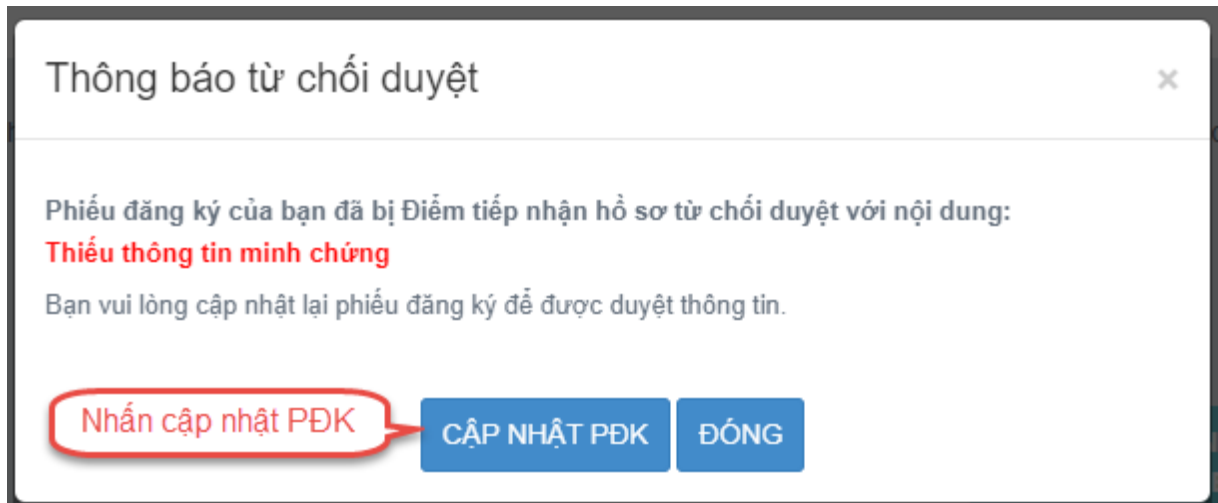 Thông báo từ chối duyệt
×
Phiếu đăng ký của bạn đã bị Điểm tiếp nhận hồ sơ từ chối duyệt với nội dung:
Thiếu thông tin minh chứng
Bạn vui lòng cập nhật lại phiếu đăng ký để được duyệt thông tin.
Nhấn cập nhật PĐK
CẬP NHẬT PĐK
ĐÓNG